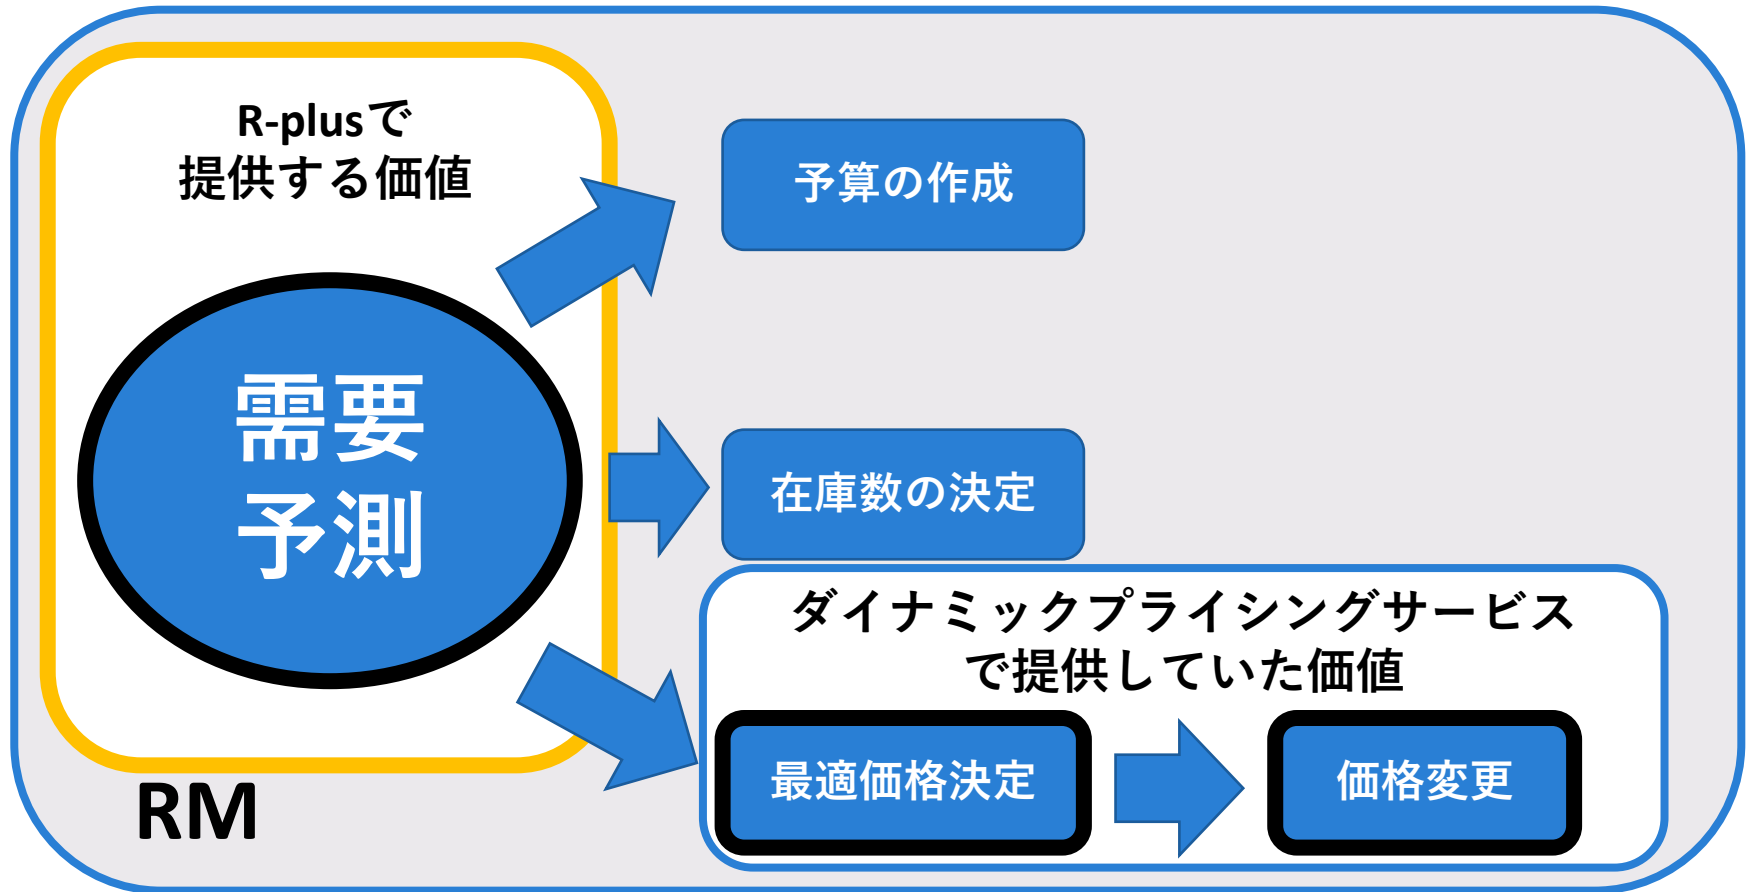 R-plusで
提供する価値
需要
予測
予算の作成
在庫数の決定
ダイナミックプライシングサービス
で提供していた価値
最適価格決定
価格変更
RM